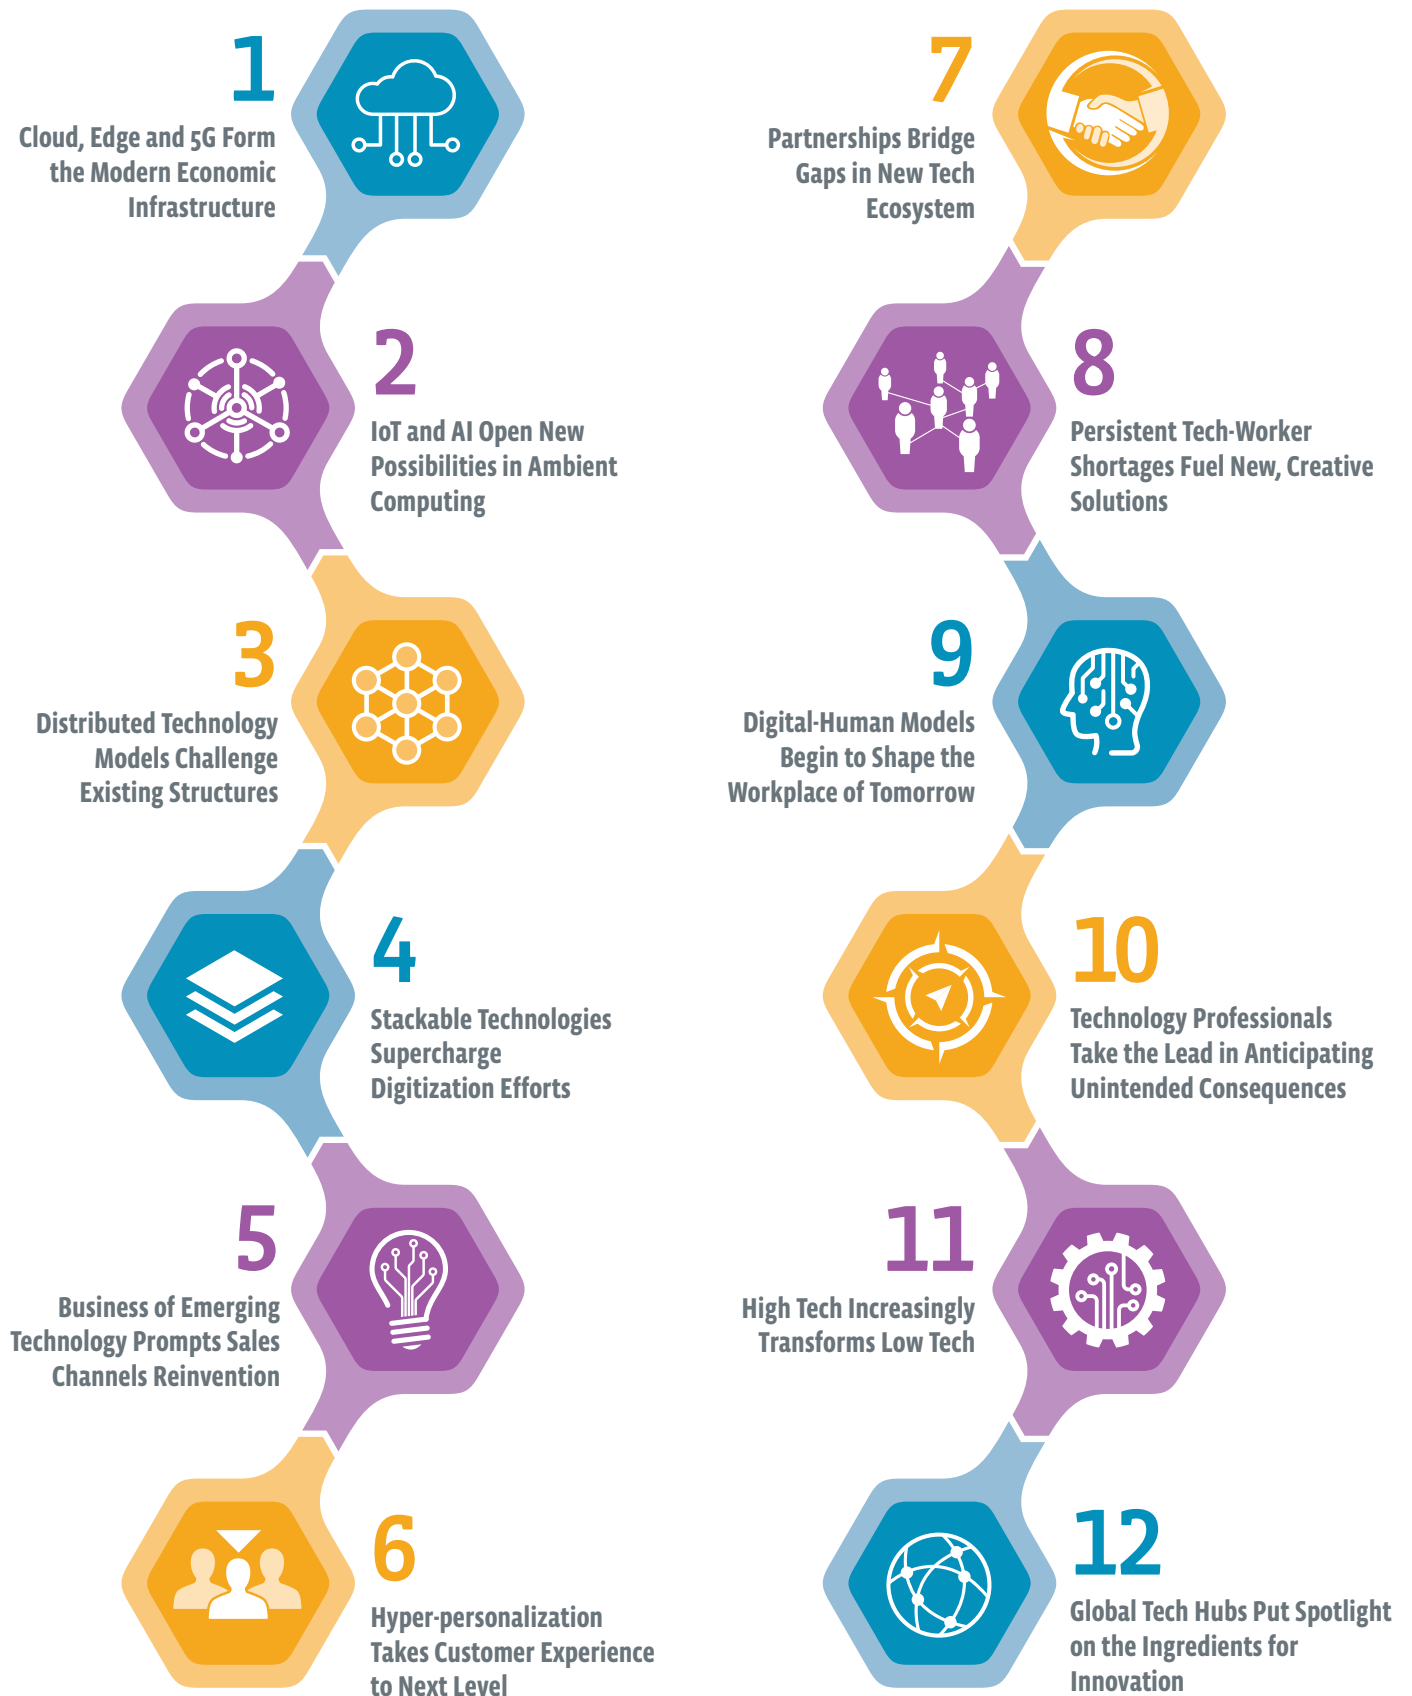 1
Cloud, Edge and 5G Form
the Modern Economic
Infrastructure
2
IoT and AI Open New
Possibilities in Ambient
Computing
3
Distributed Technology
Models Challenge
Existing Structures
4
Stackable Technologies
Supercharge
Digitization Efforts
5
Business of Emerging
Technology Prompts Sales
Channels Reinvention
6
Hyper-personalization
Takes Customer Experience
to Next Level
7
Partnerships Bridge
Gaps in New Tech
Ecosystem
8
Persistent Tech-Worker
Shortages Fuel New, Creative
Solutions
9
Digital-Human Models
Begin to Shape the
Workplace of Tomorrow
10
Technology Professionals
Take the Lead in Anticipating
Unintended Consequences
11
High Tech Increasingly
Transforms Low Tech
12
Global Tech Hubs Put Spotlight
on the Ingredients for
Innovation